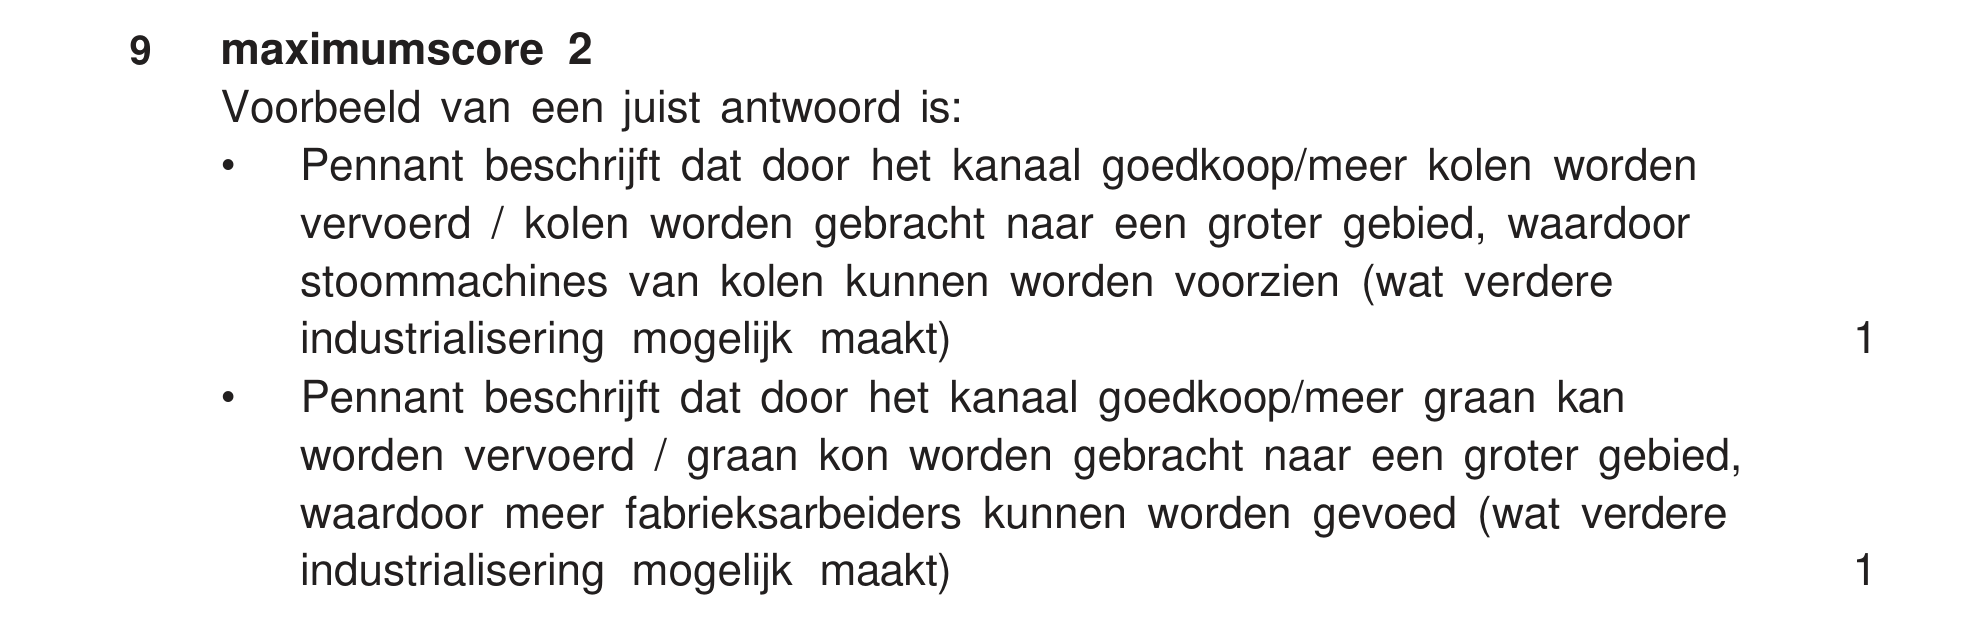 9 maximumscore 2
Voorbeeld van een juist antwoord is:
• Pennant beschrijft dat door het kanaal goedkoop/meer kolen worden
vervoerd / kolen worden gebracht naar een groter gebied, waardoor
stoommachines van kolen kunnen worden voorzien (wat verdere
industrialisering mogelijk maakt) 1
• Pennant beschrijft dat door het kanaal goedkoop/meer graan kan
worden vervoerd / graan kon worden gebracht naar een groter gebied,
waardoor meer fabrieksarbeiders kunnen worden gevoed (wat verdere
industrialisering mogelijk maakt) 1